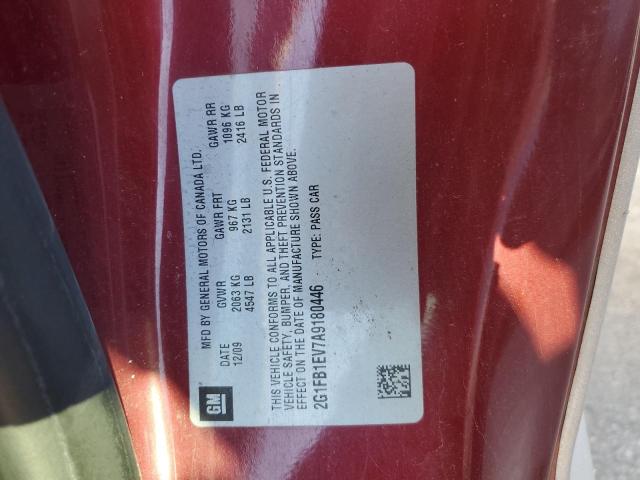 GM
MFD BY GENERAL MOTORS OF CANADA LTD.
DATE GVWR GAWR FRT GAWR RR
12/09 2063 KG 967 KG 1096 KG
4547 LB 2131 LB 2416 LB
THIS VEHICLE CONFORMS TO ALL APPLICABLE U.S. FEDERAL MOTOR
VEHICLE SAFETY, BUMPER, AND THEFT PREVENTION STANDARDS IN
EFFECT ON THE DATE OF MANUFACTURE SHOWN ABOVE.
2G1FB1EV7A9180446 TYPE: PASS CAR